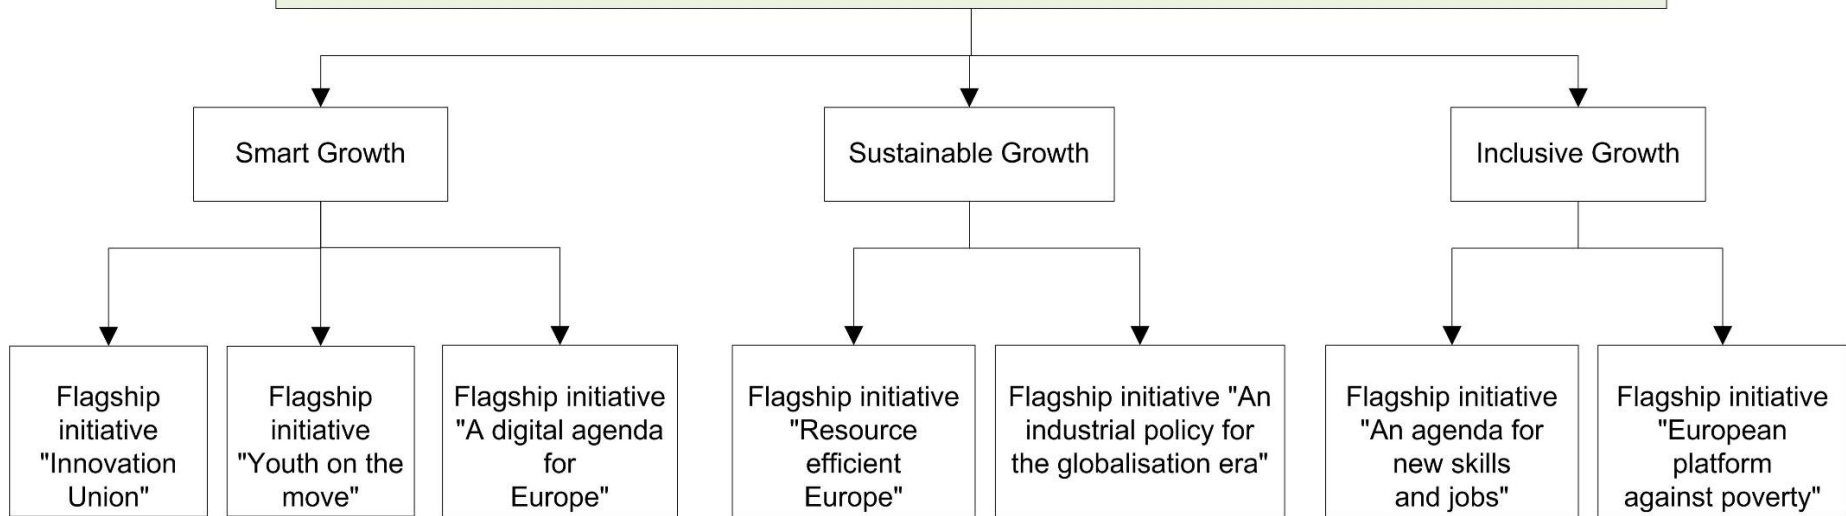 Smart Growth
Sustainable Growth
Inclusive Growth
Flagship
initiative
"Innovation
Union"
Flagship
initiative
"Youth on the
move"
Flagship initiative
"A digital agenda
for
Europe"
Flagship initiative
"Resource
efficient
Europe"
Flagship initiative "An
industrial policy for
the globalisation era"
Flagship initiative
"An agenda for
new skills
and jobs"
Flagship initiative
"European
platform
against poverty"